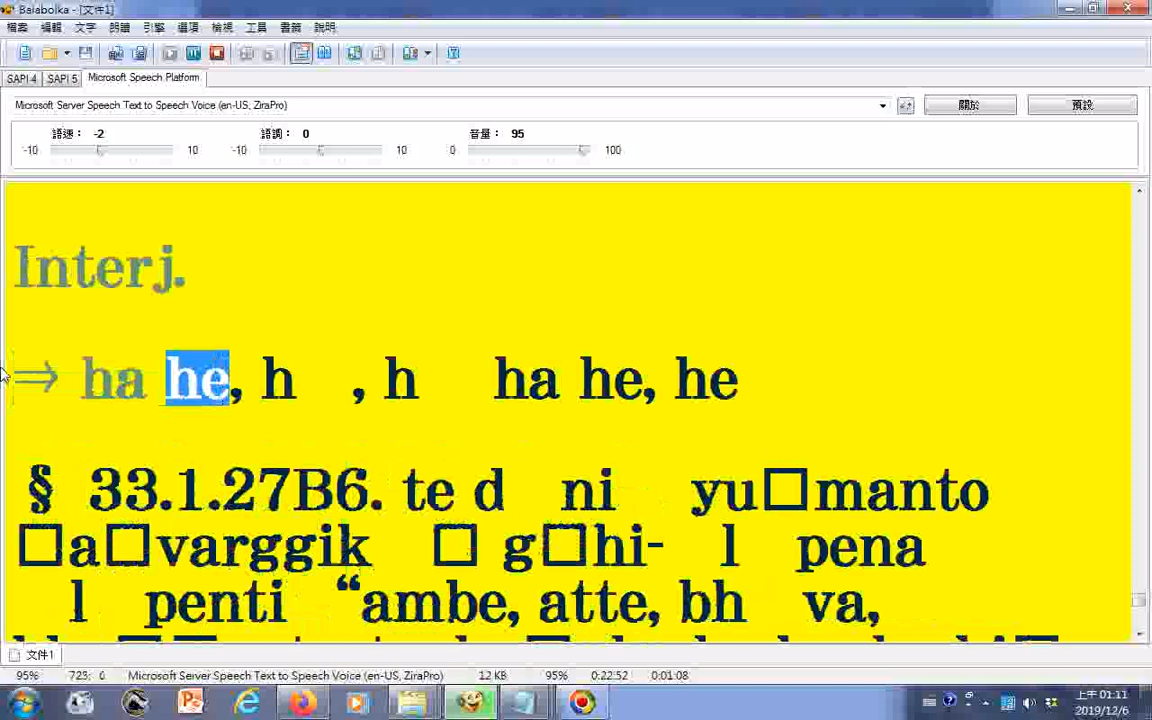 Balabolka - [文件1]
檔案 編輯 文字 朗讀 引擎 選項 檢視 工具 書籤 說明
SAPI 4 SAPI 5 Microsoft Speech Platform
Microsoft Server Speech Text to Speech Voice (en-US, ZiraPro) 關於 預設
語速： -2 語調： 0 音量： 95
-10 10 -10 10 0 100
Interj.
⇒ ha he, h , h ha he, he
§ 33.1.27B6. te d ni yu□manto
□a□varggik □ g□hi- l pena
l penti “ambe, atte, bh va,
文件1
95% 723: 0 Microsoft Server Speech Text to Speech Voice (en-US, ZiraPro) 12 KB 95% 0:22:52 0:01:08
上午 01:11
2019/12/6